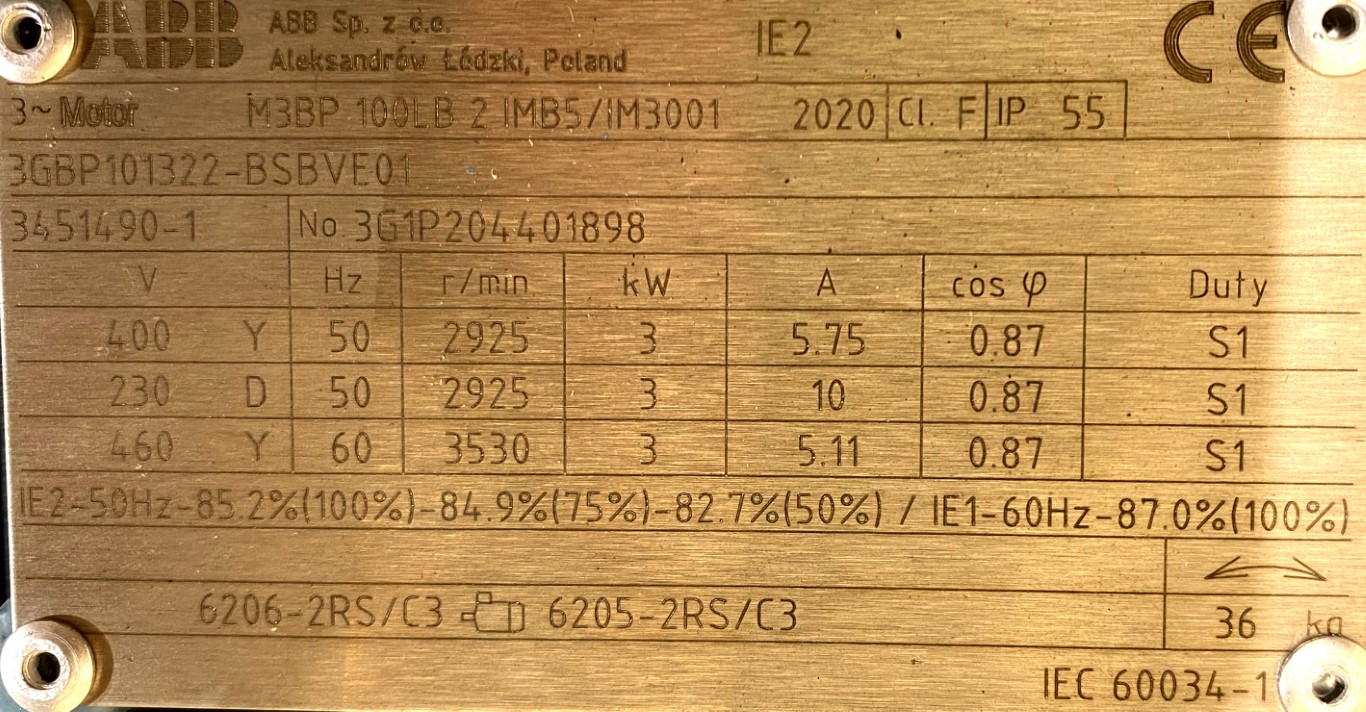 ABB ABB Sp. z o.o. IE2 CE
Aleksandrów Łódzki, Poland
3~ Motor M3BP 100LB 2 IMB5/IM3001 2020 Cl. F IP 55
3GBP101322-BSBVE01
3451490-1 No. 3G1P204401898
V Hz r/min kW A cos φ Duty
400 Y 50 2925 3 5.75 0.87 S1
230 D 50 2925 3 10 0.87 S1
460 Y 60 3530 3 5.11 0.87 S1
IE2-50Hz-85.2%(100%)-84.9%(75%)-82.7%(50%) / IE1-60Hz-87.0%(100%)
6206-2RS/C3 6205-2RS/C3 36 kg
IEC 60034-1